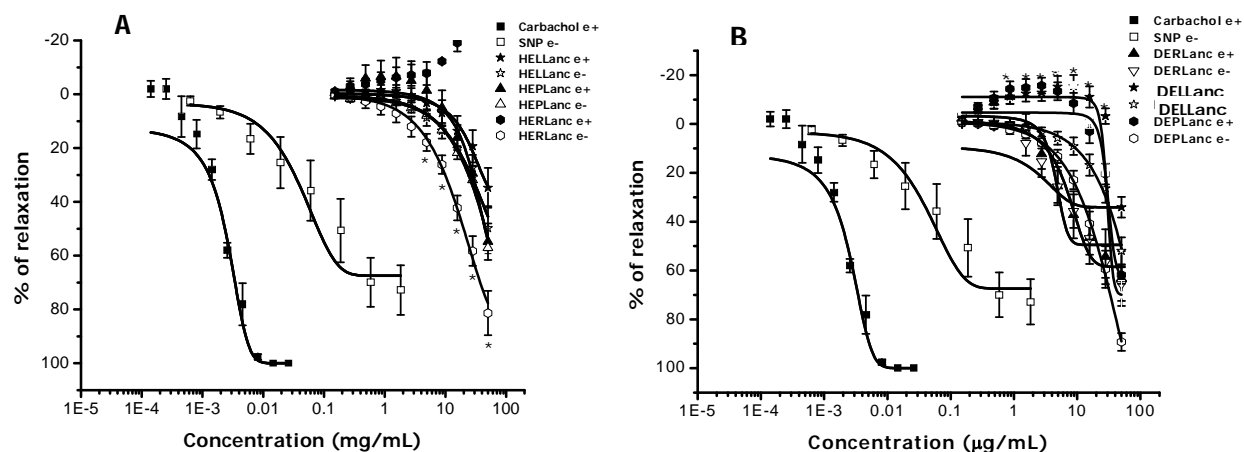 A
% of relaxation
-20
0
20
40
60
80
100
1E-5
1E-4
1E-3
0.01
0.1
1
10
100
Concentration (mg/mL)
Carbachol e+
SNP e-
HELLanc e+
HELLanc e-
HEPLanc e+
HEPLanc e-
HERLanc e+
HERLanc e-
* * * * *
B
% of relaxation
-20
0
20
40
60
80
100
1E-5
1E-4
1E-3
0.01
0.1
1
10
100
Concentration (μg/mL)
Carbachol e+
SNP e-
DERLanc e+
DERLanc e-
DELLanc
DELLanc
DEPLanc e+
DEPLanc e-